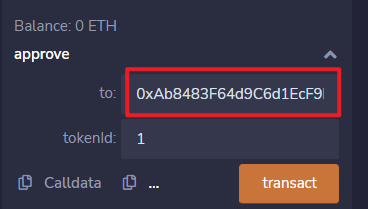 Balance: 0 ETH
approve
to: 0xAb8483F64d9C6d1EcF9
tokenId: 1
Calldata ... transact